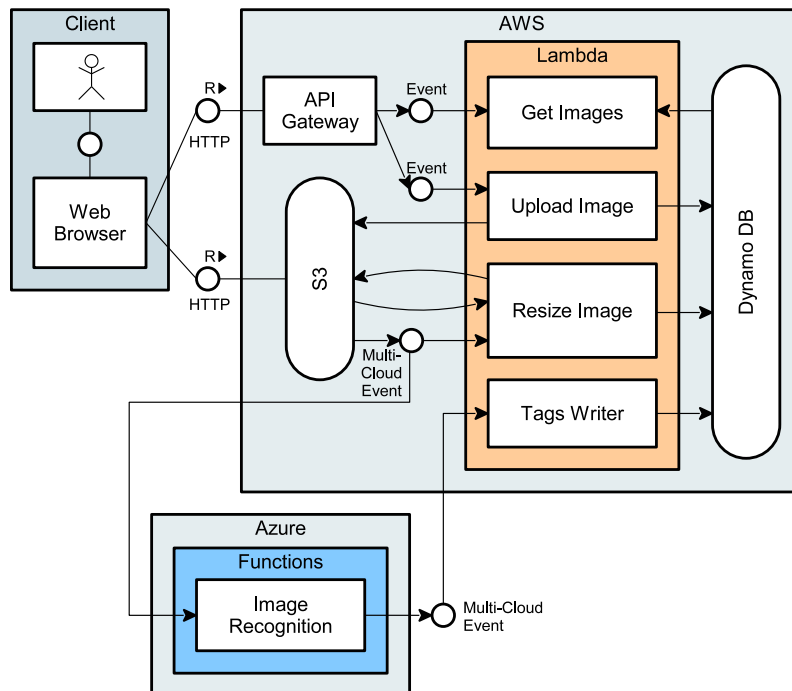 Client
AWS
Lambda
R
HTTP
API
Gateway
Event
Get Images
Event
Web
Browser
Upload Image
R
HTTP
S3
Resize Image
Dynamo DB
Multi-
Cloud
Event
Tags Writer
Azure
Functions
Image
Recognition
Multi-Cloud
Event